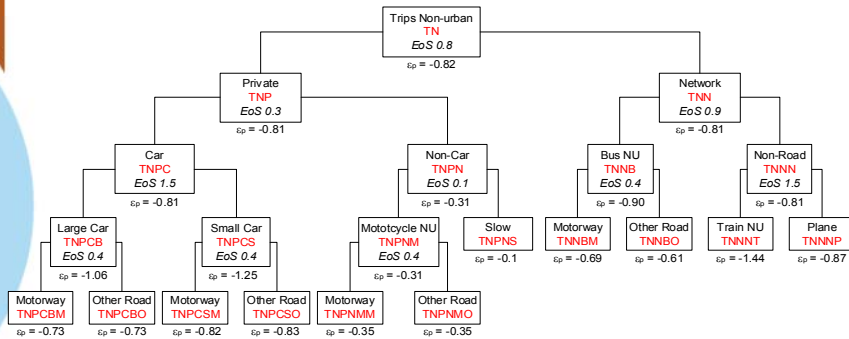 Trips Non-urban
TN
EoS 0.8
εp = -0.82
Private
TNP
EoS 0.3
εp = -0.81
Network
TNN
EoS 0.9
εp = -0.81
Car
TNPC
EoS 1.5
εp = -0.81
Non-Car
TNPN
EoS 0.1
εp = -0.31
Bus NU
TNNB
EoS 0.4
εp = -0.90
Non-Road
TNNN
EoS 1.5
εp = -0.81
Large Car
TNPCB
EoS 0.4
εp = -1.06
Small Car
TNPCS
EoS 0.4
εp = -1.25
Mototcycle NU
TNPNM
EoS 0.4
εp = -0.31
Slow
TNPNS
εp = -0.1
Motorway
TNNBM
εp = -0.69
Other Road
TNNBO
εp = -0.61
Train NU
TNNNT
εp = -1.44
Plane
TNNNP
εp = -0.87
Motorway
TNPCBM
εp = -0.73
Other Road
TNPCBO
εp = -0.73
Motorway
TNPCSM
εp = -0.82
Other Road
TNPCSO
εp = -0.83
Motorway
TNPNMM
εp = -0.35
Other Road
TNPNMO
εp = -0.35